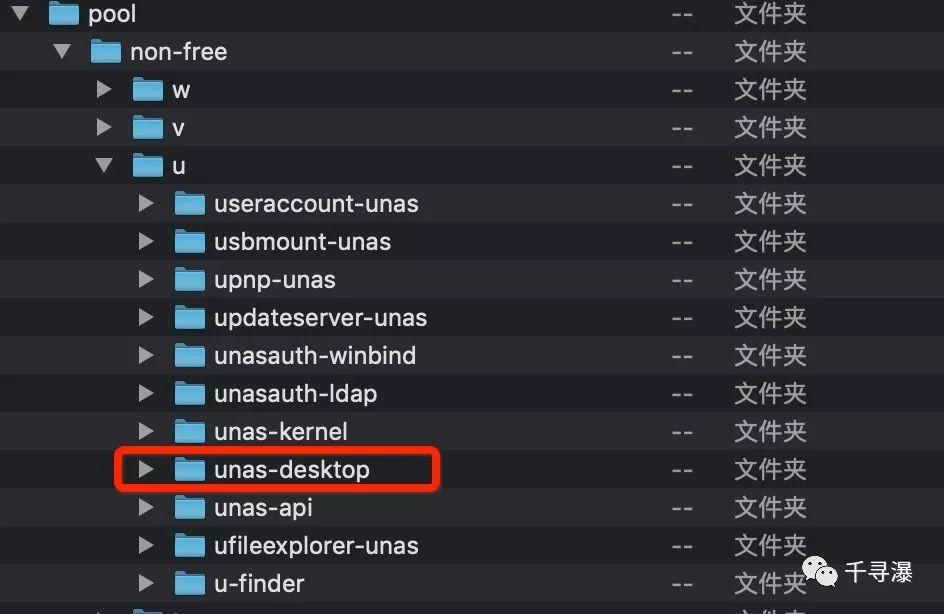 pool -- 文件夹
non-free -- 文件夹
w -- 文件夹
v -- 文件夹
u -- 文件夹
useraccount-unas -- 文件夹
usbmount-unas -- 文件夹
upnp-unas -- 文件夹
updateserver-unas -- 文件夹
unasauth-winbind -- 文件夹
unasauth-ldap -- 文件夹
unas-kernel -- 文件夹
unas-desktop -- 文件夹
unas-api -- 文件夹
ufileexplorer-unas -- 文件夹
u-finder -- 文件夹
千寻瀑